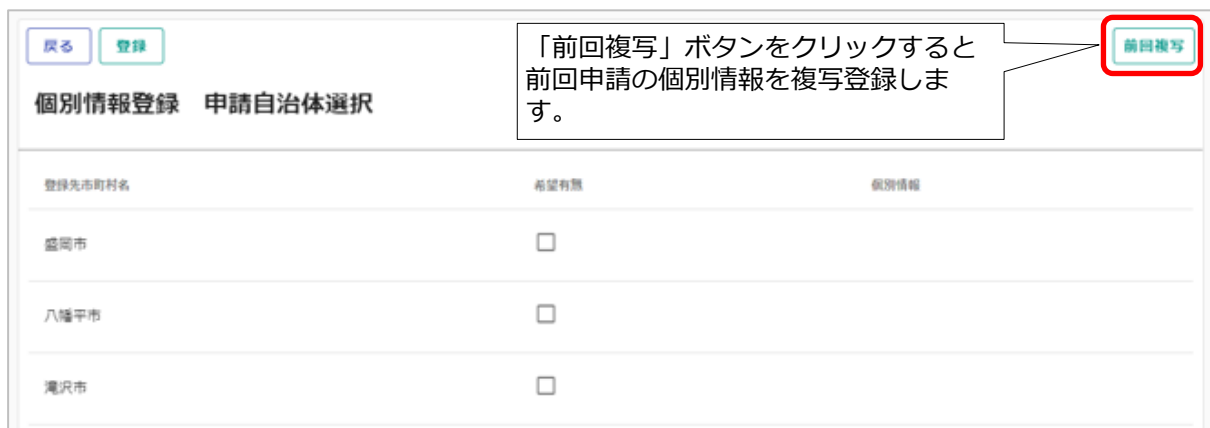 戻る 登録
「前回複写」ボタンをクリックすると
前回申請の個別情報を複写登録しま
す。
前回複写
個別情報登録 申請自治体選択
登録先市町村名 希望有無 個別情報
盛岡市
八幡平市
滝沢市